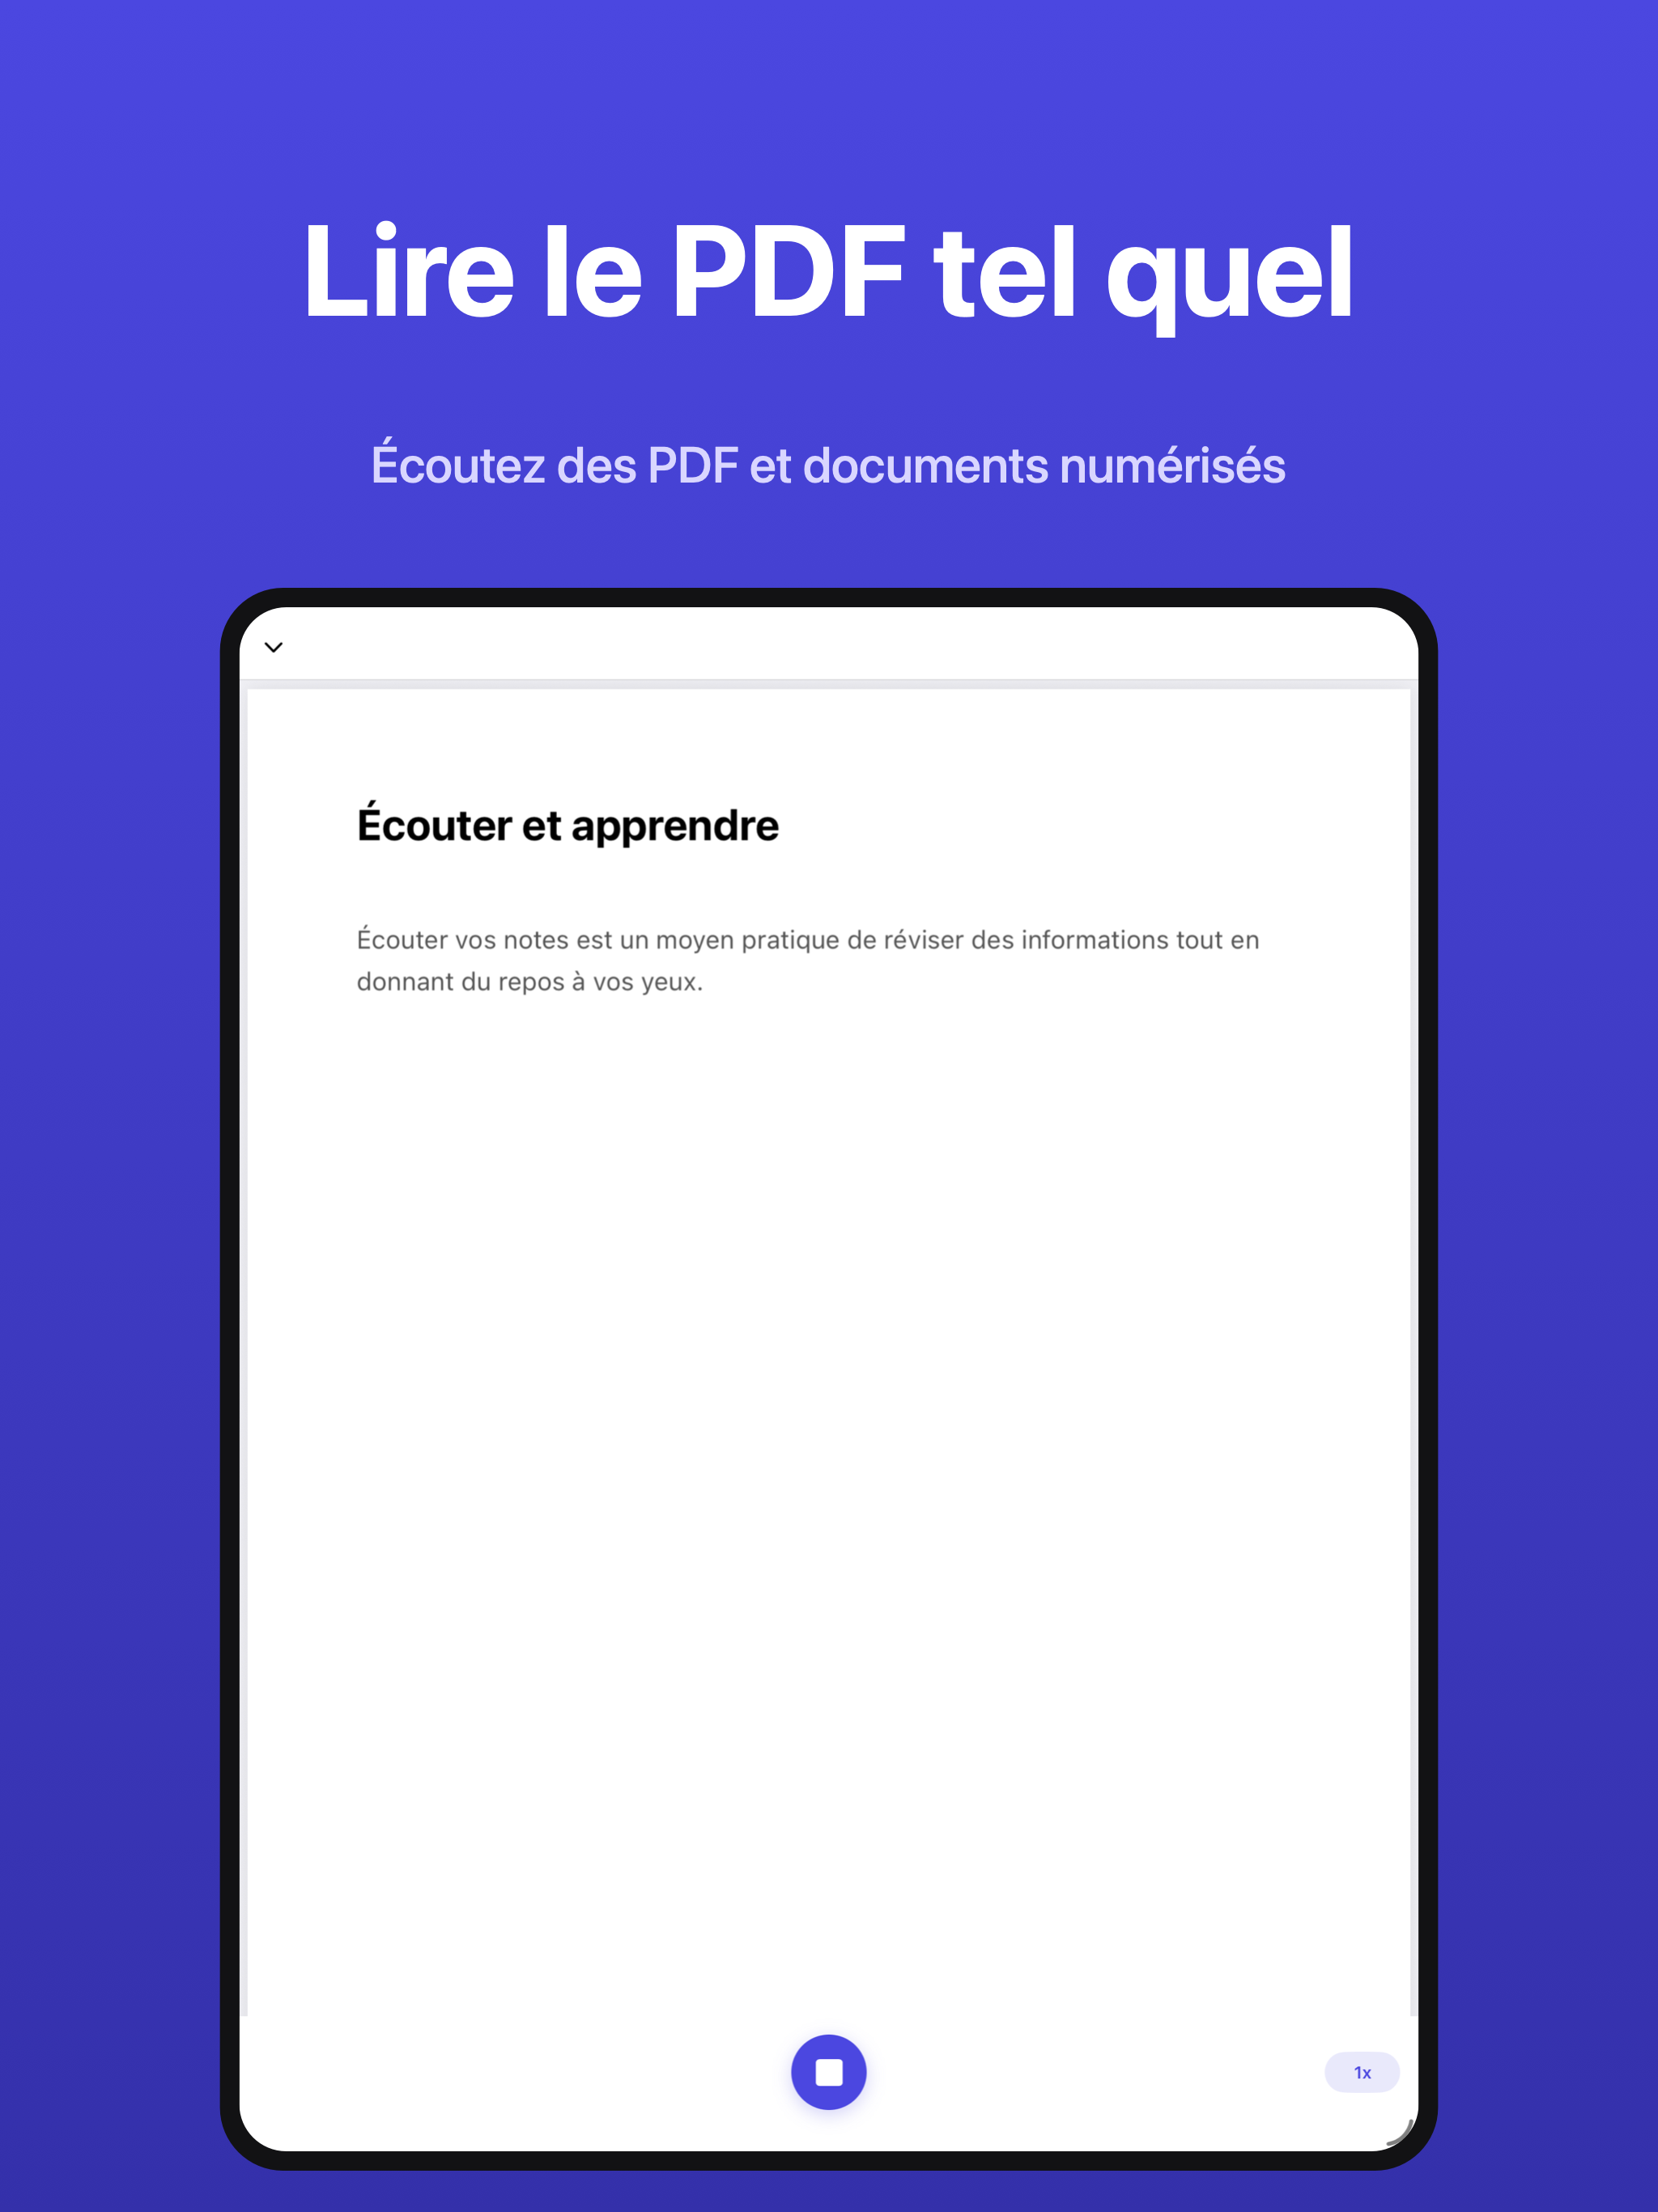 Lire le PDF tel quel
Écoutez des PDF et documents numérisés
Écouter et apprendre
Écouter vos notes est un moyen pratique de réviser des informations tout en
donnant du repos à vos yeux.
1x